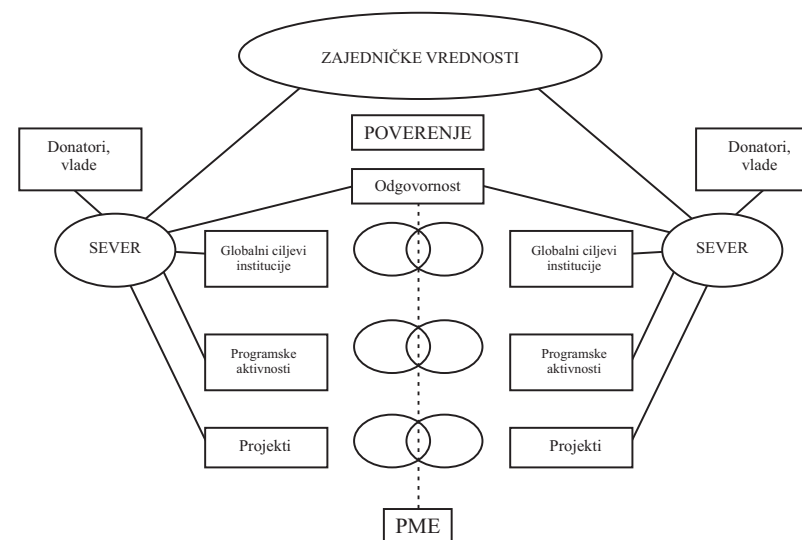 ZAJEDNIČKE VREDNOSTI
POVERENJE
Donatori,
vlade
Donatori,
vlade
Odgovornost
SEVER
SEVER
Globalni ciljevi
institucije
Globalni ciljevi
institucije
Programske
aktivnosti
Programske
aktivnosti
Projekti
Projekti
PME